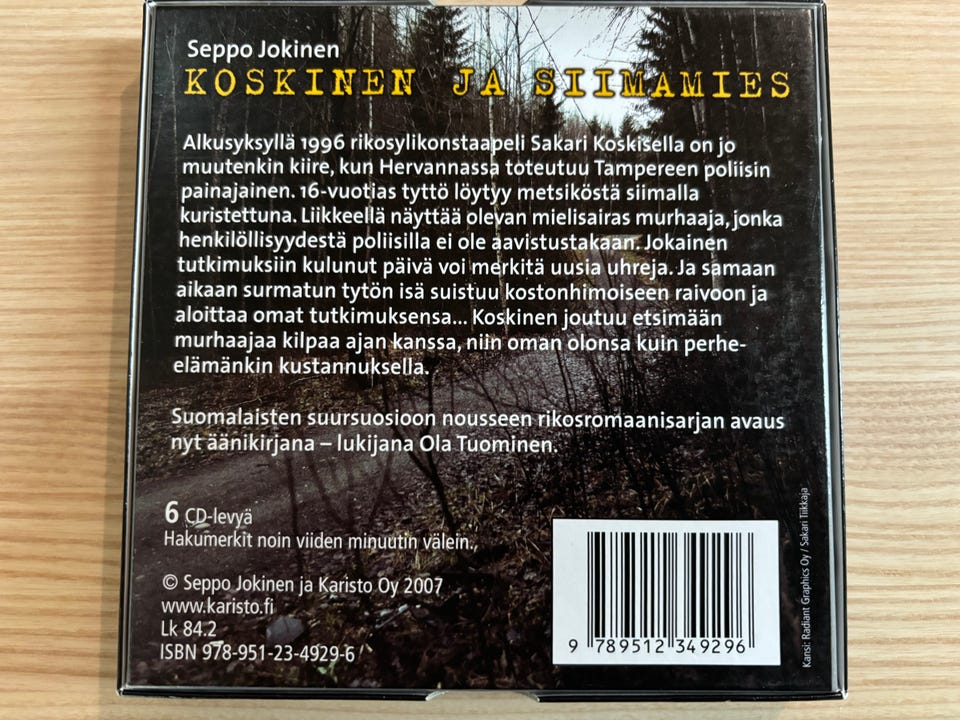 Seppo Jokinen
KOSKINEN JA SIIMAMIES
Alkusyksyllä 1996 rikosylikonstaapeli Sakari Koskisella on jo
muutenkin kiire, kun Hervannassa toteutuu Tampereen poliisin
painajainen. 16-vuotias tyttö löytyy metsiköstä siimalla
kuristettuna. Liikkeellä näyttää olevan mielisairas murhaaja, jonka
henkilöllisyydestä poliisilla ei ole aavistustakaan. Jokainen
tutkimuksiin kulunut päivä voi merkitä uusia uhreja. Ja samaan
aikaan surmatun tytön isä suistuu kostonhimoiseen raivoon ja
aloittaa omat tutkimuksensa... Koskinen joutuu etsimään
murhaajaa kilpaa ajan kanssa, niin oman olonsa kuin perhe-
elämänkin kustannuksella.
Suomalaisten suursuosioon nousseen rikosromaanisarjan avaus
nyt äänikirjana – lukijana Ola Tuominen.
6 CD-levyä
Hakumerkit noin viiden minuutin välein.
© Seppo Jokinen ja Karisto Oy 2007
www.karisto.fi
Lk 84.2
ISBN 978-951-23-4929-6
9 789512 349296
Kansi: Radiant Graphics Oy / Sakari Tiikkaja